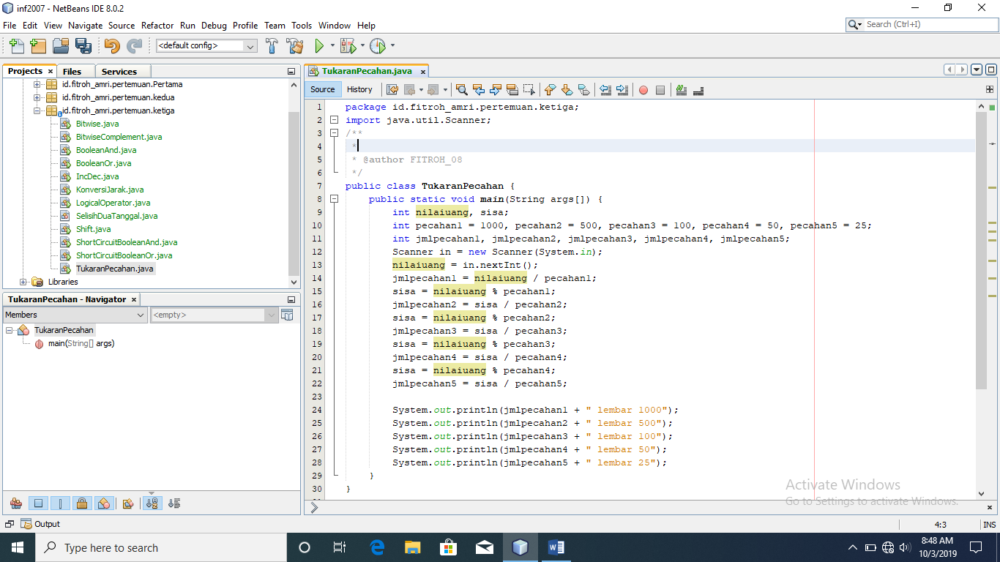 inf2007 - NetBeans IDE 8.0.2
File Edit View Navigate Source Refactor Run Debug Profile Team Tools Window Help
Search (Ctrl+I)
<default config>
Projects Files Services
id.fitroh_amri.pertemuan.Pertama
id.fitroh_amri.pertemuan.kedua
id.fitroh_amri.pertemuan.ketiga
Bitwise.java
BitwiseComplement.java
BooleanAnd.java
BooleanOr.java
IncDec.java
KonversiJarak.java
LogicalOperator.java
SelisihDuaTanggal.java
Shift.java
ShortCircuitBooleanAnd.java
ShortCircuitBooleanOr.java
TukaranPecahan.java
Libraries
TukaranPecahan - Navigator
Members <empty>
TukaranPecahan
main(String[] args)
TukaranPecahan.java
Source History
1 package id.fitroh_amri.pertemuan.ketiga;
2 import java.util.Scanner;
3 /**
4 *
5 * @author FITROH_08
6 */
7 public class TukaranPecahan {
8 public static void main(String args[]) {
9 int nilaiuang, sisa;
10 int pecahan1 = 1000, pecahan2 = 500, pecahan3 = 100, pecahan4 = 50, pecahan5 = 25;
11 int jmlpecahan1, jmlpecahan2, jmlpecahan3, jmlpecahan4, jmlpecahan5;
12 Scanner in = new Scanner(System.in);
13 nilaiuang = in.nextInt();
14 jmlpecahan1 = nilaiuang / pecahan1;
15 sisa = nilaiuang % pecahan1;
16 jmlpecahan2 = sisa / pecahan2;
17 sisa = nilaiuang % pecahan2;
18 jmlpecahan3 = sisa / pecahan3;
19 sisa = nilaiuang % pecahan3;
20 jmlpecahan4 = sisa / pecahan4;
21 sisa = nilaiuang % pecahan4;
22 jmlpecahan5 = sisa / pecahan5;
23
24 System.out.println(jmlpecahan1 + " lembar 1000");
25 System.out.println(jmlpecahan2 + " lembar 500");
26 System.out.println(jmlpecahan3 + " lembar 100");
27 System.out.println(jmlpecahan4 + " lembar 50");
28 System.out.println(jmlpecahan5 + " lembar 25");
29 }
30 }
Activate Windows
Go to Settings to activate Windows.
Output
4:3 INS
Type here to search
8:48 AM
10/3/2019